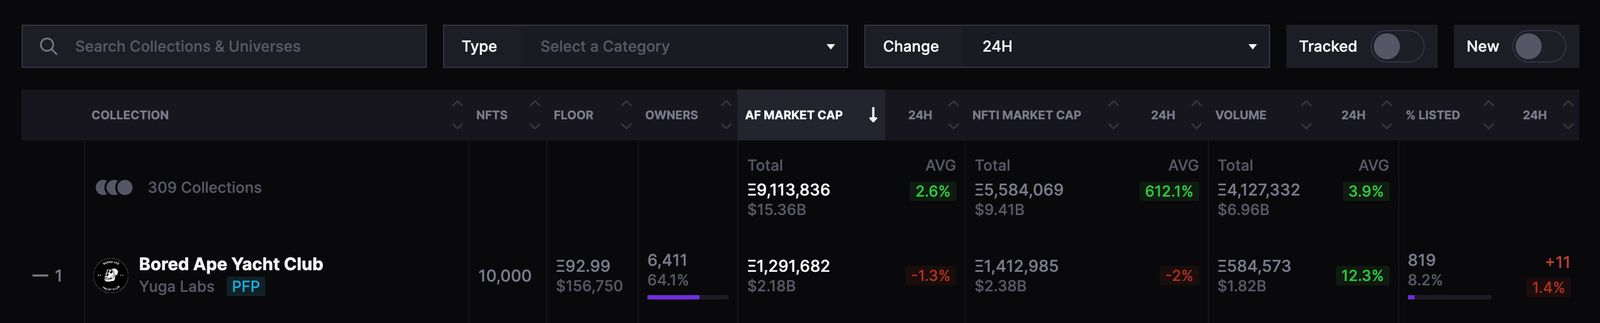 Search Collections & Universes
Type Select a Category
Change 24H
Tracked
New
COLLECTION NFTS FLOOR OWNERS AF MARKET CAP 24H NFTI MARKET CAP 24H VOLUME 24H % LISTED 24H
Total AVG Total AVG Total AVG
309 Collections Ξ9,113,836 2.6% Ξ5,584,069 612.1% Ξ4,127,332 3.9%
$15.36B $9.41B $6.96B
Bored Ape Yacht Club 6,411 Ξ1,291,682 Ξ1,412,985 Ξ584,573 819 +11
— 1 10,000 Ξ92.99 -1.3% -2% 12.3%
Yuga Labs PFP $156,750 64.1% $2.18B $2.38B $1.82B 8.2% 1.4%